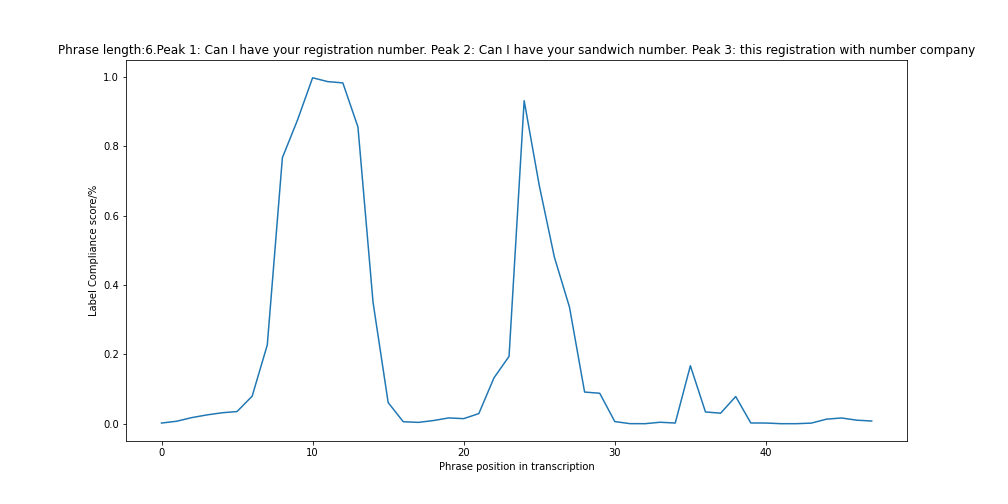 Phrase length:6.Peak 1: Can I have your registration number. Peak 2: Can I have your sandwich number. Peak 3: this registration with number company
1.0
0.8
0.6
0.4
0.2
0.0
Label Compliance score/%
0 10 20 30 40
Phrase position in transcription